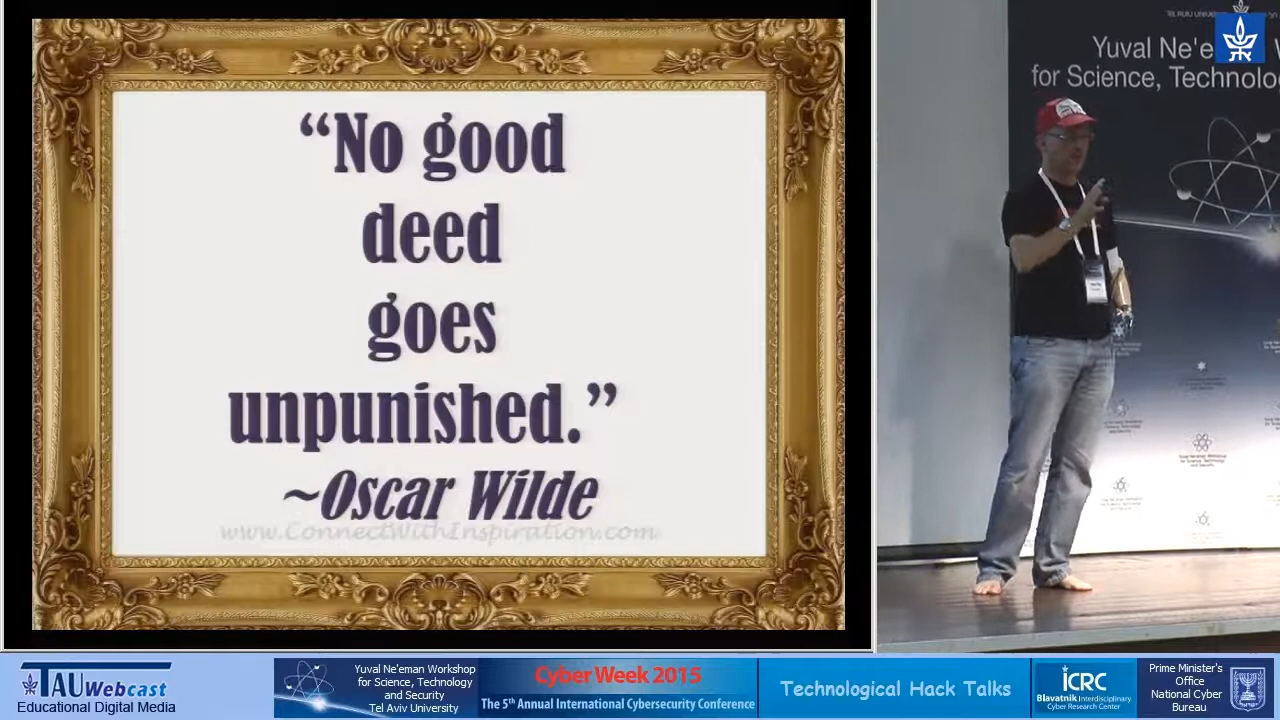 “No good
deed
goes
unpunished.”
~Oscar Wilde
www.ConnectWithInspiration.com
Yuval Ne'e
for Science, Technolo
TAU Webcast
Educational Digital Media
Yuval Ne'eman Workshop
for Science, Technology
and Security
Tel Aviv University
Cyber Week 2015
The 5th Annual International Cybersecurity Conference
Technological Hack Talks
ICRC
Blavatnik Interdisciplinary
Cyber Research Center
Prime Minister's
Office
National Cyber
Bureau